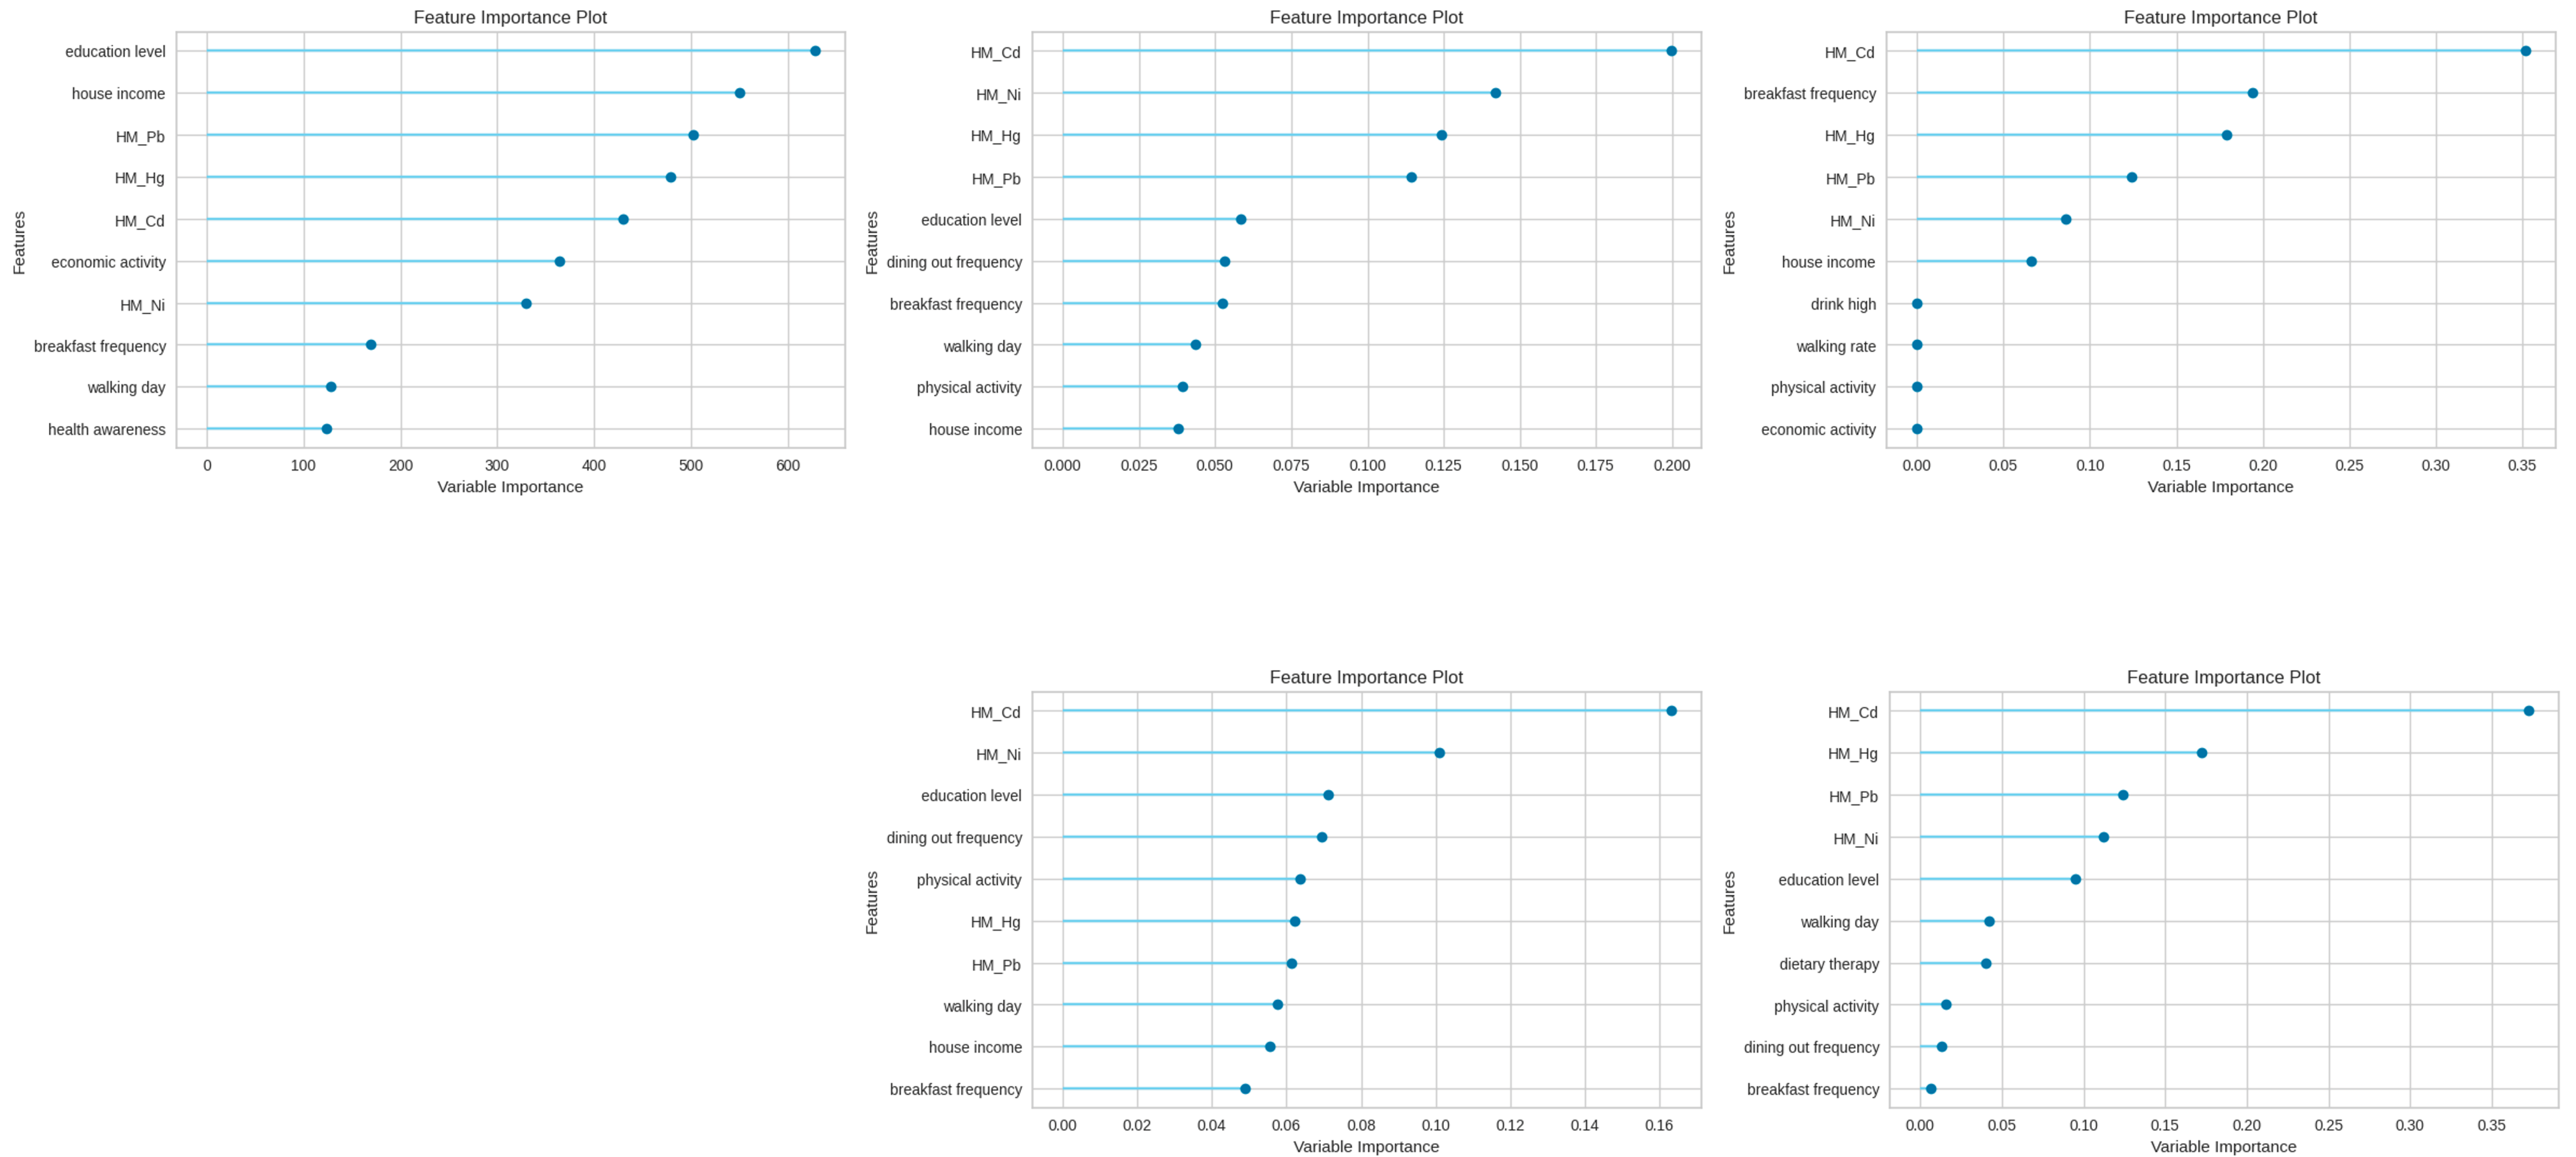 Feature Importance Plot
education level
house income
HM_Pb
HM_Hg
HM_Cd
economic activity
HM_Ni
breakfast frequency
walking day
health awareness
Features
0 100 200 300 400 500 600
Variable Importance
Feature Importance Plot
HM_Cd
HM_Ni
HM_Hg
HM_Pb
education level
dining out frequency
breakfast frequency
walking day
physical activity
house income
Features
0.000 0.025 0.050 0.075 0.100 0.125 0.150 0.175 0.200
Variable Importance
Feature Importance Plot
HM_Cd
breakfast frequency
HM_Hg
HM_Pb
HM_Ni
house income
drink high
walking rate
physical activity
economic activity
Features
0.00 0.05 0.10 0.15 0.20 0.25 0.30 0.35
Variable Importance
Feature Importance Plot
HM_Cd
HM_Ni
education level
dining out frequency
physical activity
HM_Hg
HM_Pb
walking day
house income
breakfast frequency
Features
0.00 0.02 0.04 0.06 0.08 0.10 0.12 0.14 0.16
Variable Importance
Feature Importance Plot
HM_Cd
HM_Hg
HM_Pb
HM_Ni
education level
walking day
dietary therapy
physical activity
dining out frequency
breakfast frequency
Features
0.00 0.05 0.10 0.15 0.20 0.25 0.30 0.35
Variable Importance